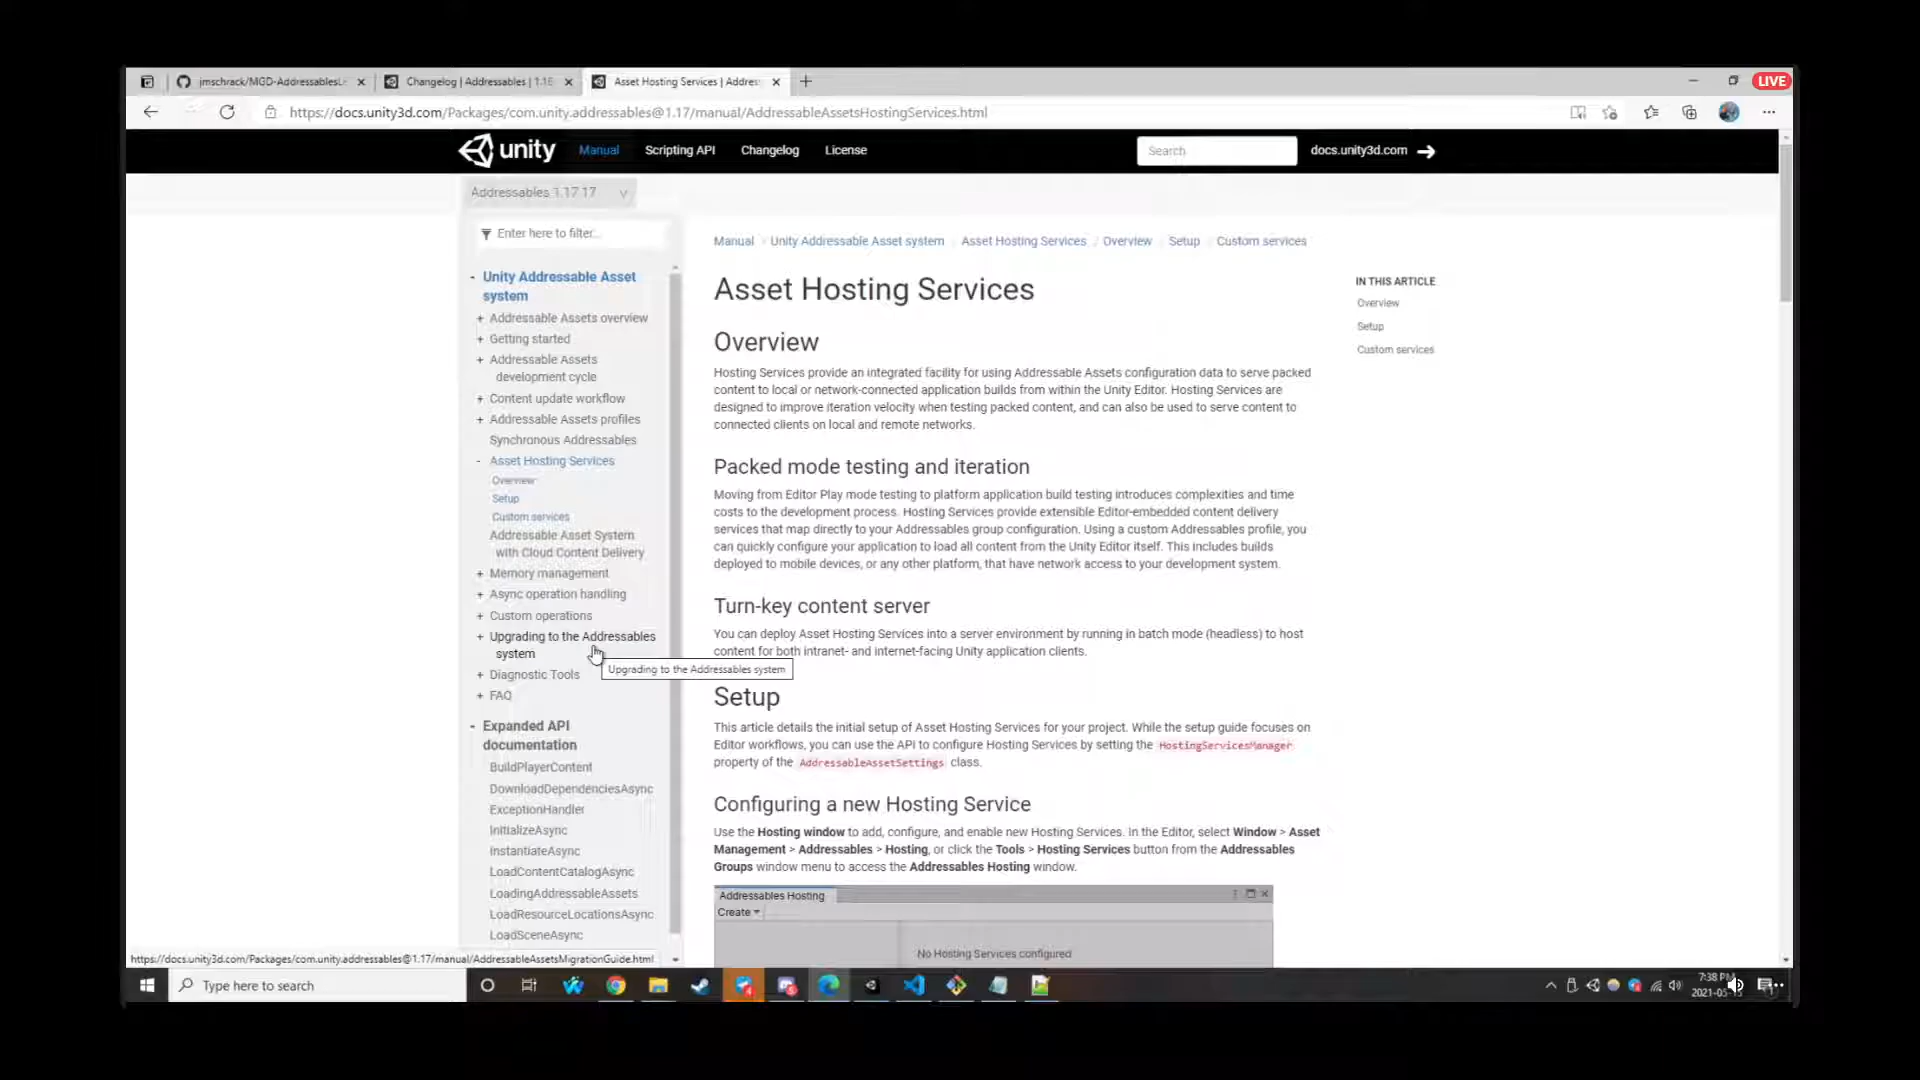 jmschrack/MGD-AddressablesL
Changelog | Addressables | 1.16
Asset Hosting Services | Addres
LIVE
https://docs.unity3d.com/Packages/com.unity.addressables@1.17/manual/AddressableAssetsHostingServices.html
unity
Manual
Scripting API
Changelog
License
Search
docs.unity3d.com
Addressables 1.17.17
Enter here to filter...
Manual / Unity Addressable Asset system / Asset Hosting Services / Overview / Setup / Custom services
- Unity Addressable Asset
system
+ Addressable Assets overview
+ Getting started
+ Addressable Assets
development cycle
+ Content update workflow
+ Addressable Assets profiles
Synchronous Addressables
- Asset Hosting Services
Overview
Setup
Custom services
Addressable Asset System
with Cloud Content Delivery
+ Memory management
+ Async operation handling
+ Custom operations
+ Upgrading to the Addressables
system
Upgrading to the Addressables system
+ Diagnostic Tools
+ FAQ
- Expanded API
documentation
BuildPlayerContent
DownloadDependenciesAsync
ExceptionHandler
InitializeAsync
InstantiateAsync
LoadContentCatalogAsync
LoadingAddressableAssets
LoadResourceLocationsAsync
LoadSceneAsync
Asset Hosting Services
Overview
Hosting Services provide an integrated facility for using Addressable Assets configuration data to serve packed
content to local or network-connected application builds from within the Unity Editor. Hosting Services are
designed to improve iteration velocity when testing packed content, and can also be used to serve content to
connected clients on local and remote networks.
Packed mode testing and iteration
Moving from Editor Play mode testing to platform application build testing introduces complexities and time
costs to the development process. Hosting Services provide extensible Editor-embedded content delivery
services that map directly to your Addressables group configuration. Using a custom Addressables profile, you
can quickly configure your application to load all content from the Unity Editor itself. This includes builds
deployed to mobile devices, or any other platform, that have network access to your development system.
Turn-key content server
You can deploy Asset Hosting Services into a server environment by running in batch mode (headless) to host
content for both intranet- and internet-facing Unity application clients.
Setup
This article details the initial setup of Asset Hosting Services for your project. While the setup guide focuses on
Editor workflows, you can use the API to configure Hosting Services by setting the HostingServicesManager
property of the AddressableAssetSettings class.
Configuring a new Hosting Service
Use the Hosting window to add, configure, and enable new Hosting Services. In the Editor, select Window > Asset
Management > Addressables > Hosting, or click the Tools > Hosting Services button from the Addressables
Groups window menu to access the Addressables Hosting window.
Addressables Hosting
Create
No Hosting Services configured
IN THIS ARTICLE
Overview
Setup
Custom services
https://docs.unity3d.com/Packages/com.unity.addressables@1.17/manual/AddressableAssetsMigrationGuide.html
Type here to search
7:38 PM